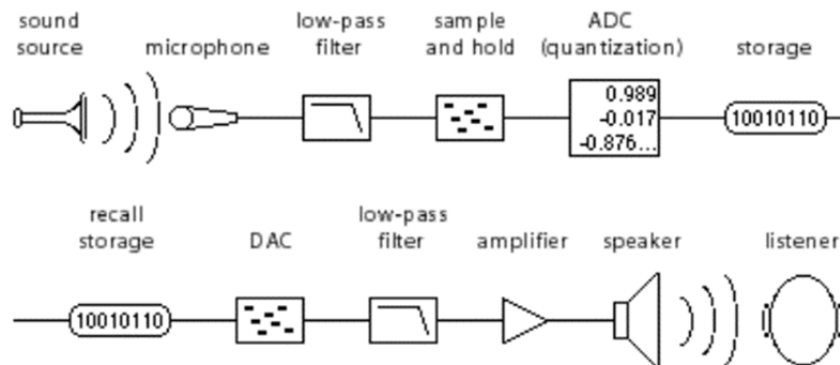 sound source
microphone
low-pass filter
sample and hold
ADC (quantization)
storage
0.989
-0.017
-0.876...
10010110
recall storage
DAC
low-pass filter
amplifier
speaker
listener
10010110